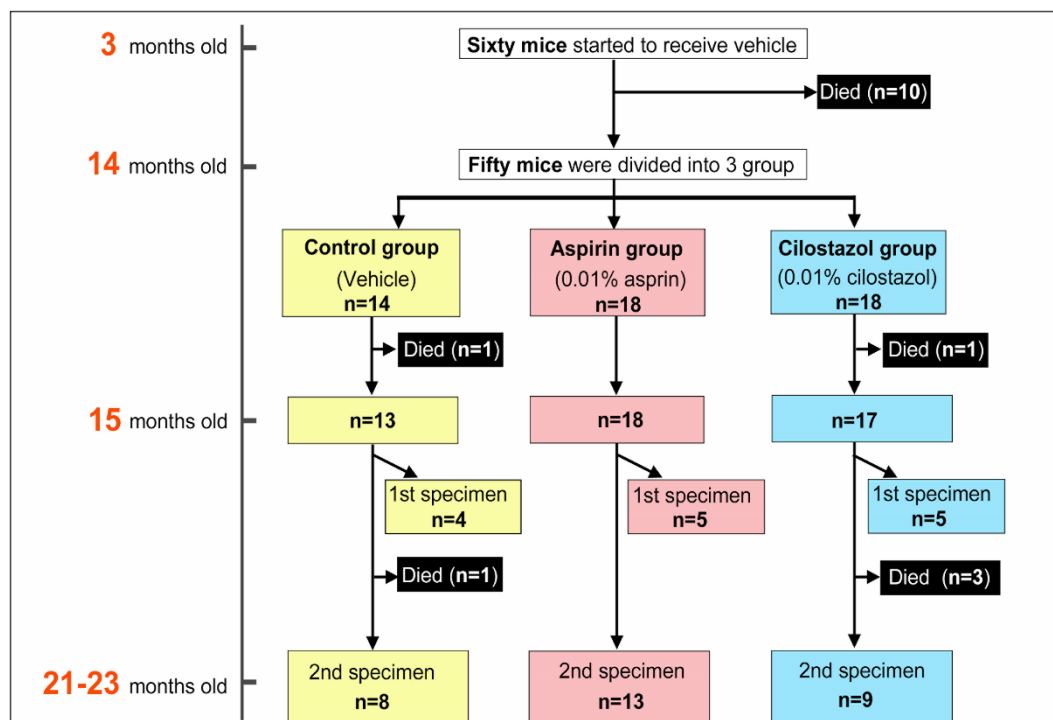 3 months old
Sixty mice started to receive vehicle
Died (n=10)
14 months old
Fifty mice were divided into 3 group
Control group
(Vehicle)
n=14
Aspirin group
(0.01% asprin)
n=18
Cilostazol group
(0.01% cilostazol)
n=18
Died (n=1)
Died (n=1)
15 months old
n=13
n=18
n=17
1st specimen
n=4
1st specimen
n=5
1st specimen
n=5
Died (n=1)
Died (n=3)
21-23 months old
2nd specimen
n=8
2nd specimen
n=13
2nd specimen
n=9